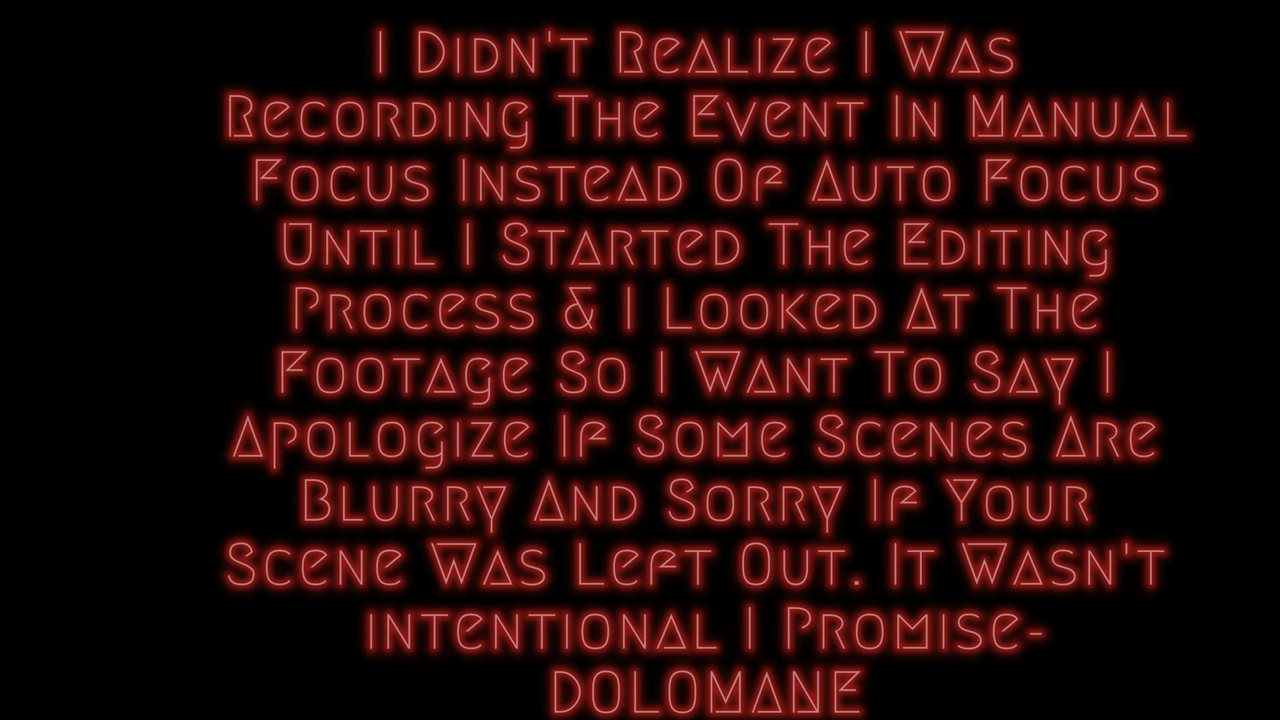 I Didn't Realize I Was
Recording The Event In Manual
Focus Instead Of Auto Focus
Until I Started The Editing
Process & I Looked At The
Footage So I Want To Say I
Apologize If Some Scenes Are
Blurry And Sorry If Your
Scene Was Left Out. It Wasn't
intentional I Promise-
DOLOMANE